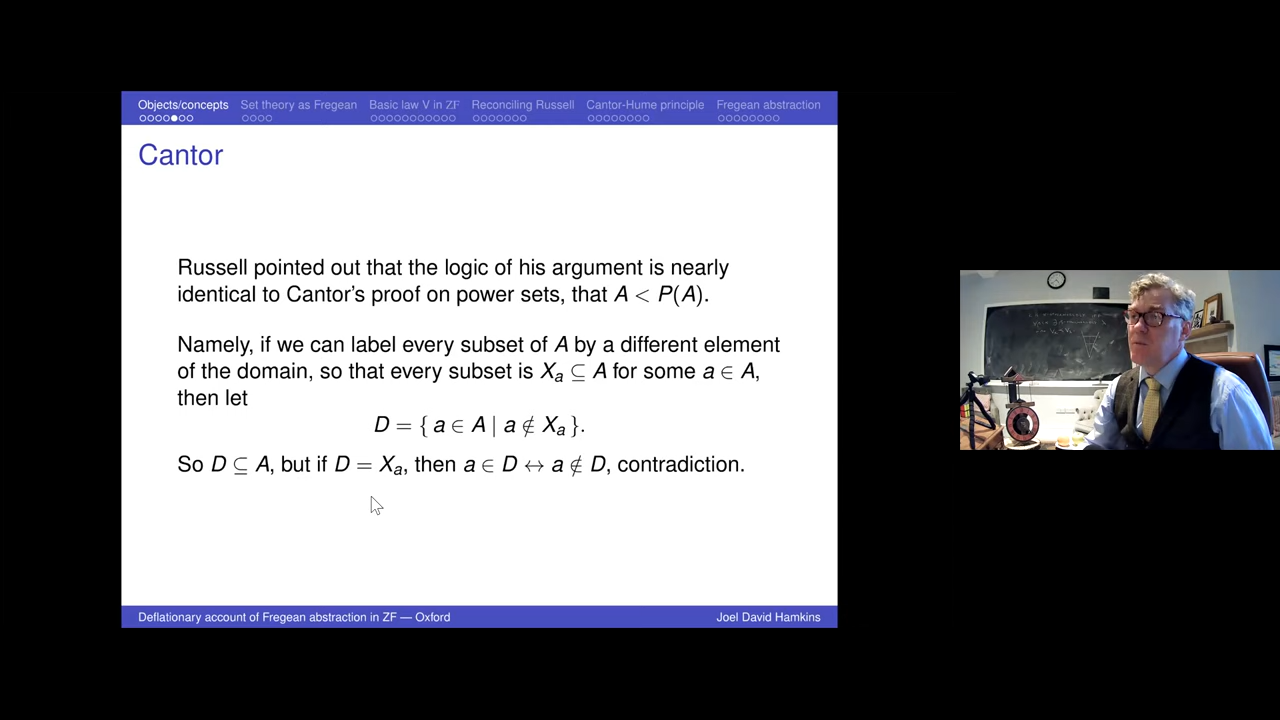 Objects/concepts Set theory as Fregean Basic law V in ZF Reconciling Russell Cantor-Hume principle Fregean abstraction
Cantor
Russell pointed out that the logic of his argument is nearly
identical to Cantor's proof on power sets, that A < P(A).
Namely, if we can label every subset of A by a different element
of the domain, so that every subset is Xₐ ⊆ A for some a ∈ A,
then let
D = { a ∈ A | a ∉ Xₐ }.
So D ⊆ A, but if D = Xₐ, then a ∈ D ↔ a ∉ D, contradiction.
Deflationary account of Fregean abstraction in ZF — Oxford Joel David Hamkins